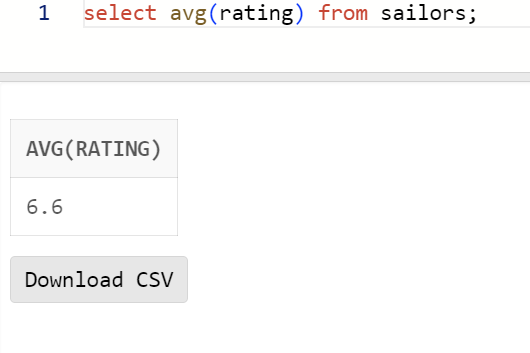 1 select avg(rating) from sailors;
AVG(RATING)
6.6
Download CSV